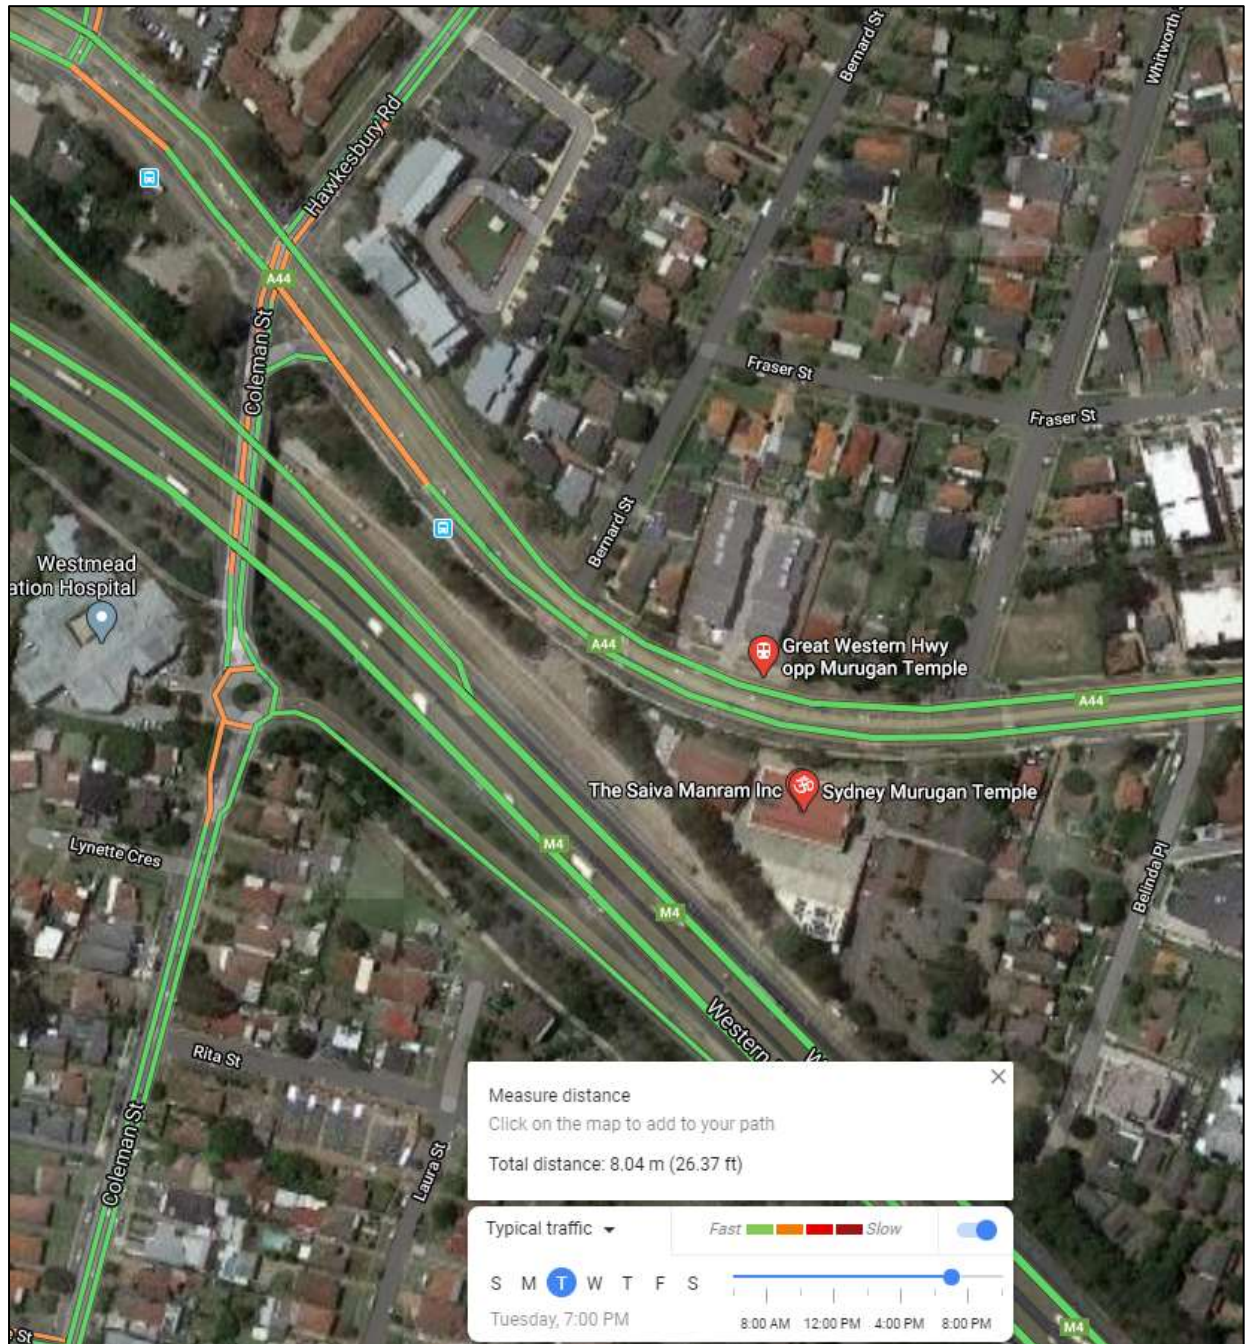 Bernard St
Whitworth
Hawkesbury Rd
A44
Coleman St
Fraser St
Fraser St
Bernard St
Westmead
ation Hospital
A44
Great Western Hwy
opp Murugan Temple
A44
The Saiva Manram Inc
Sydney Murugan Temple
Lynette Cres
M4
Belinda Pl
M4
Western
W
Rita St
Coleman St
Laura St
Measure distance
Click on the map to add to your path
Total distance: 8.04 m (26.37 ft)
Typical traffic
Fast
Slow
S M T W T F S
Tuesday, 7:00 PM
8:00 AM 12:00 PM 4:00 PM 8:00 PM
M4
St